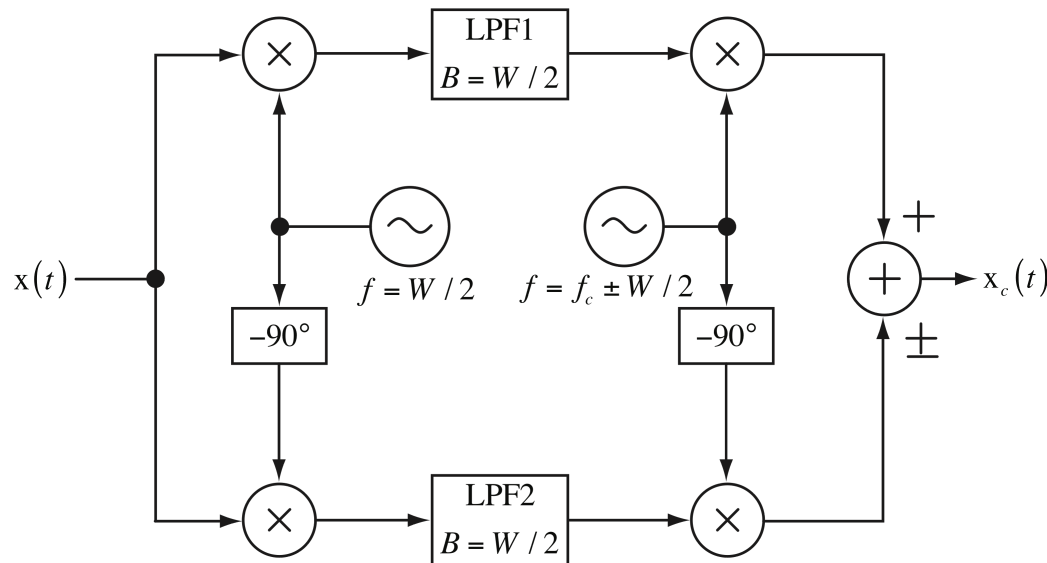 LPF1
B = W / 2
x(t)
f = W / 2
f = f_c ± W / 2
+
+
x_c(t)
±
−90°
−90°
LPF2
B = W / 2